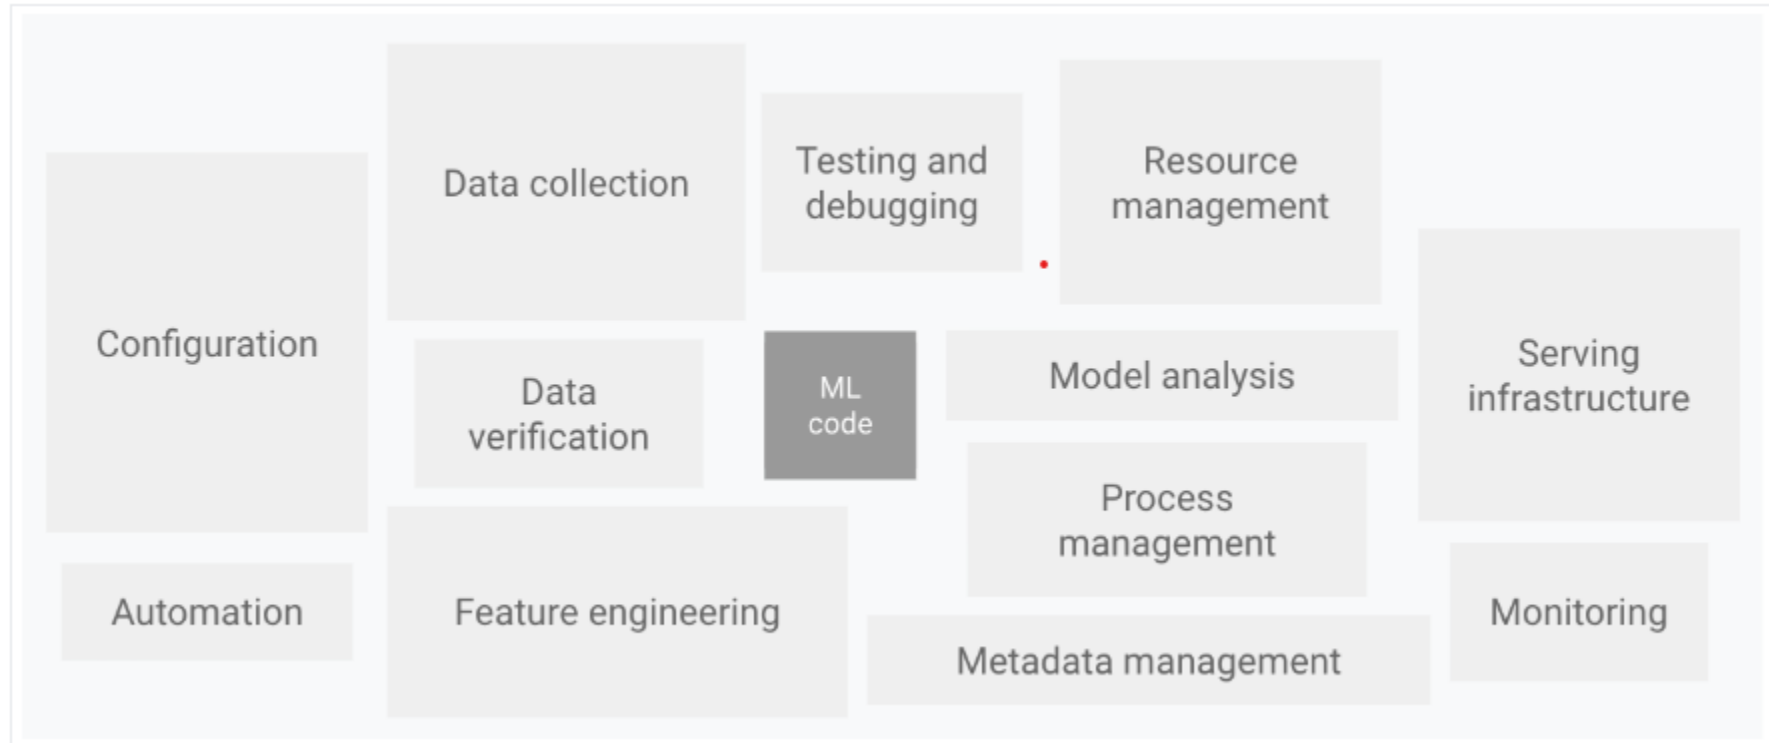 Data collection
Testing and
debugging
Resource
management
Configuration
Data
verification
ML
code
Model analysis
Serving
infrastructure
Process
management
Automation
Feature engineering
Metadata management
Monitoring